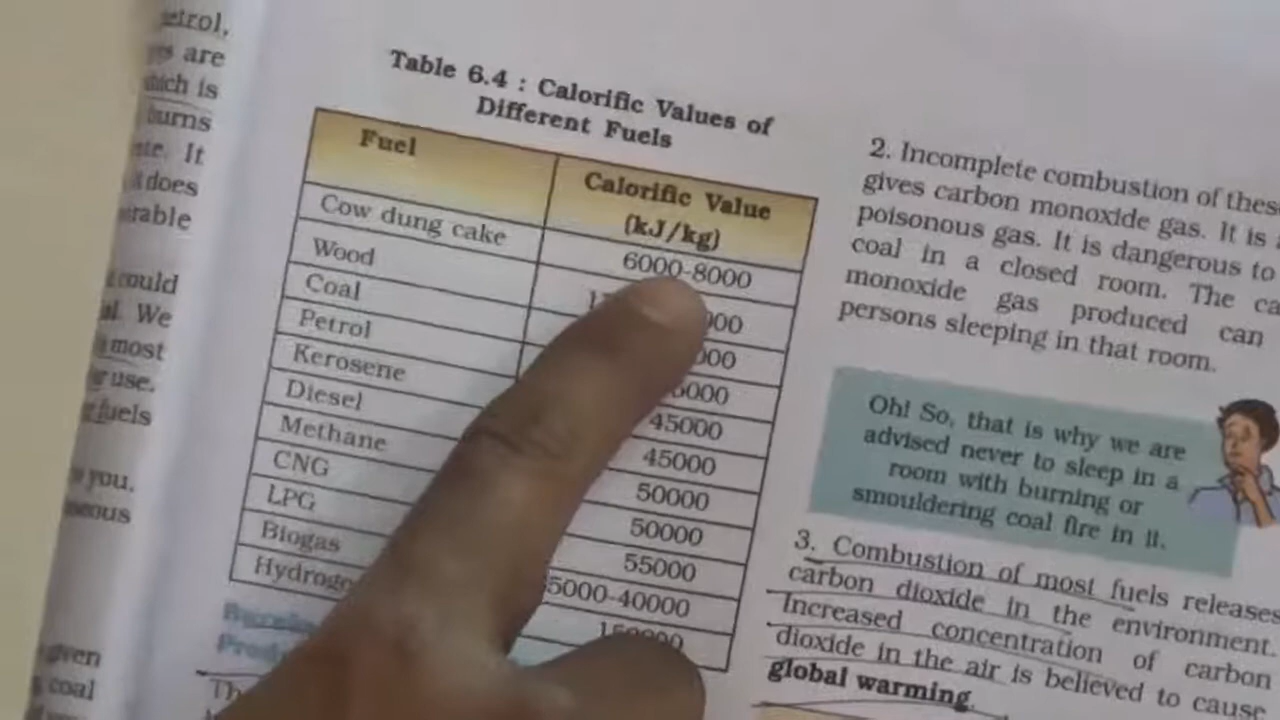 are
burns
It
does
could
We
most
use.
fuels
you,
given
coal
Table 6.4 : Calorific Values of
Different Fuels
Fuel
Calorific Value
(kJ/kg)
Cow dung cake
6000-8000
Wood
Coal
Petrol
Kerosene
45000
Diesel
45000
Methane
50000
CNG
50000
LPG
55000
Biogas
5000-40000
2. Incomplete combustion of
gives carbon monoxide gas. It is
poisonous gas. It is dangerous to
coal in a closed room. The
monoxide gas produced can
persons sleeping in that room.
Oh! So, that is why we are
advised never to sleep in a
room with burning or
smouldering coal fire in it.
3. Combustion of most fuels releases
carbon dioxide in the environment.
Increased concentration of carbon
dioxide in the air is believed to cause
global warming.